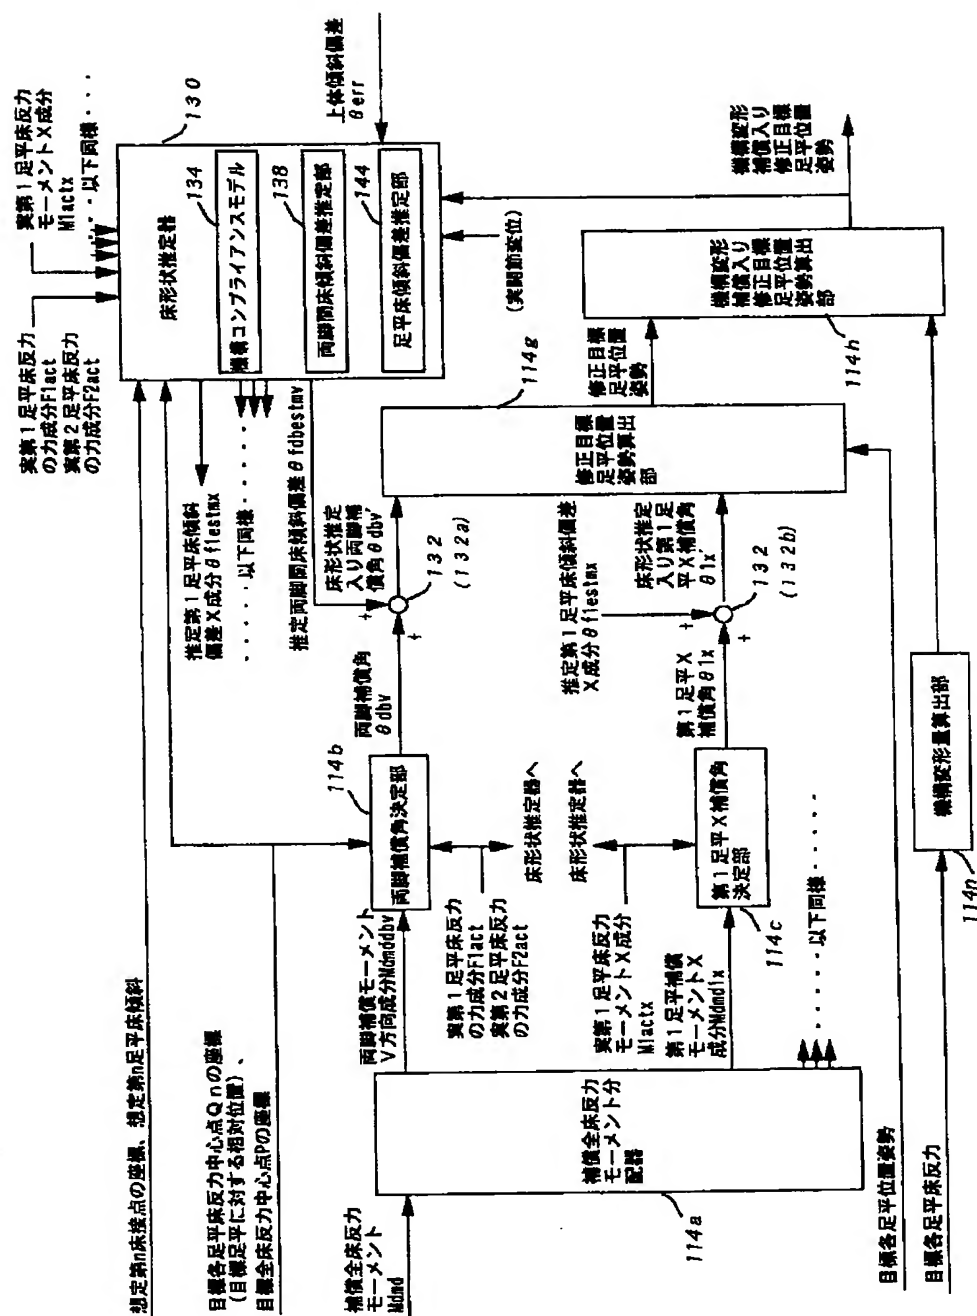 想定第n床接点の座標、想定第n足平床傾斜
目標各足平床反力中心点Qnの座標
(目標足平に対する相対位置)、
目標全床反力中心点Pの座標
補償全床反力
モーメント
Mdmd
補償全床反力
モーメント分
配器
114a
両脚補償モーメント
V方向成分Mdmddbv
実第1足平床反力
の力成分F1act
実第2足平床反力
の力成分F2act
両脚補償角決定部
114b
床形状推定器へ
床形状推定器へ
実第1足平床反力
モーメントX成分
M1actx
第1足平補償
モーメントX
成分Mdmd1x
第1足平X補償角
決定部
114c
・・・・・以下同様・・・・・
目標各足平位置姿勢
目標各足平床反力
機構変形量算出部
114n
実第1足平床反力
の力成分F1act
実第2足平床反力
の力成分F2act
実第1足平床反力
モーメントX成分
M1actx
・・・以下同様・・・
床形状推定器
130
機構コンプライアンスモデル
134
両脚間床傾斜偏差推定部
138
足平床傾斜偏差推定部
144
上体傾斜偏差
θerr
(実関節変位)
推定第1足平床傾斜
偏差X成分θf1estmx
・・・・・以下同様・・・・・
推定両脚間床傾斜偏差θfdbestmv
両脚補償角
θdbv
床形状推定
入り両脚補
償角θdbv'
+
+
132
(132a)
推定第1足平床傾斜偏差
X成分θf1estmx
第1足平X
補償角θ1x
床形状推定
入り第1足
平X補償角
θ1x'
+
+
132
(132b)
修正目標
足平位置
姿勢算出
部
114g
修正目標
足平位置
姿勢
機構変形
補償入り
修正目標
足平位置
姿勢算出
部
114h
機構変形
補償入り
修正目標
足平位置
姿勢